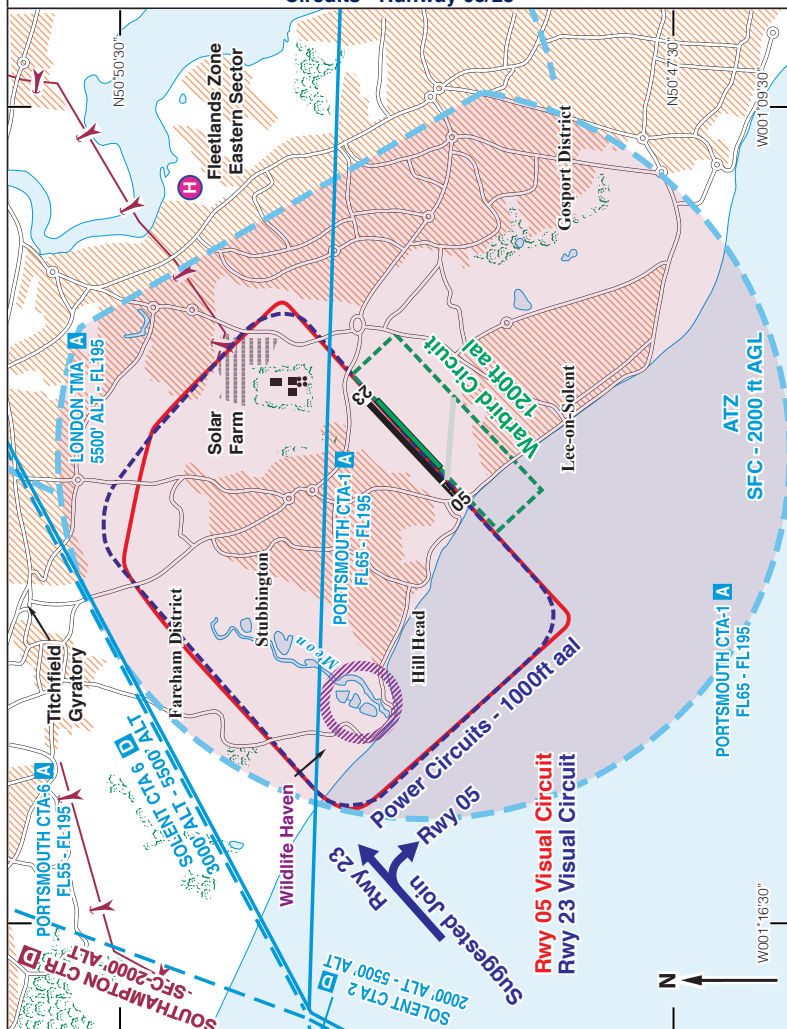 Circuits - Runway 05/23
N50°50'30"
N50°47'30"
W001°09'30"
W001°16'30"
H
Fleetlands Zone
Eastern Sector
Gosport District
LONDON TMA A
5500' ALT - FL195
Solar
Farm
23
05
Warbird Circuit
1200ft aal
Lee-on-Solent
ATZ
SFC - 2000 ft AGL
PORTSMOUTH CTA-1 A
FL65 - FL195
Titchfield
Gyratory
Fareham District
Stubbington
Meon
Hill Head
Wildlife Haven
PORTSMOUTH CTA-6 A
FL55 - FL195
SOLENT CTA 6 D
3000' ALT - 5500' ALT
SOUTHAMPTON CTR D
SFC-2000' ALT
SOLENT CTA 2 D
2000' ALT - 5500' ALT
Power Circuits - 1000ft aal
Rwy 23
Rwy 05
Suggested Join
Rwy 05 Visual Circuit
Rwy 23 Visual Circuit
PORTSMOUTH CTA-1 A
FL65 - FL195
N